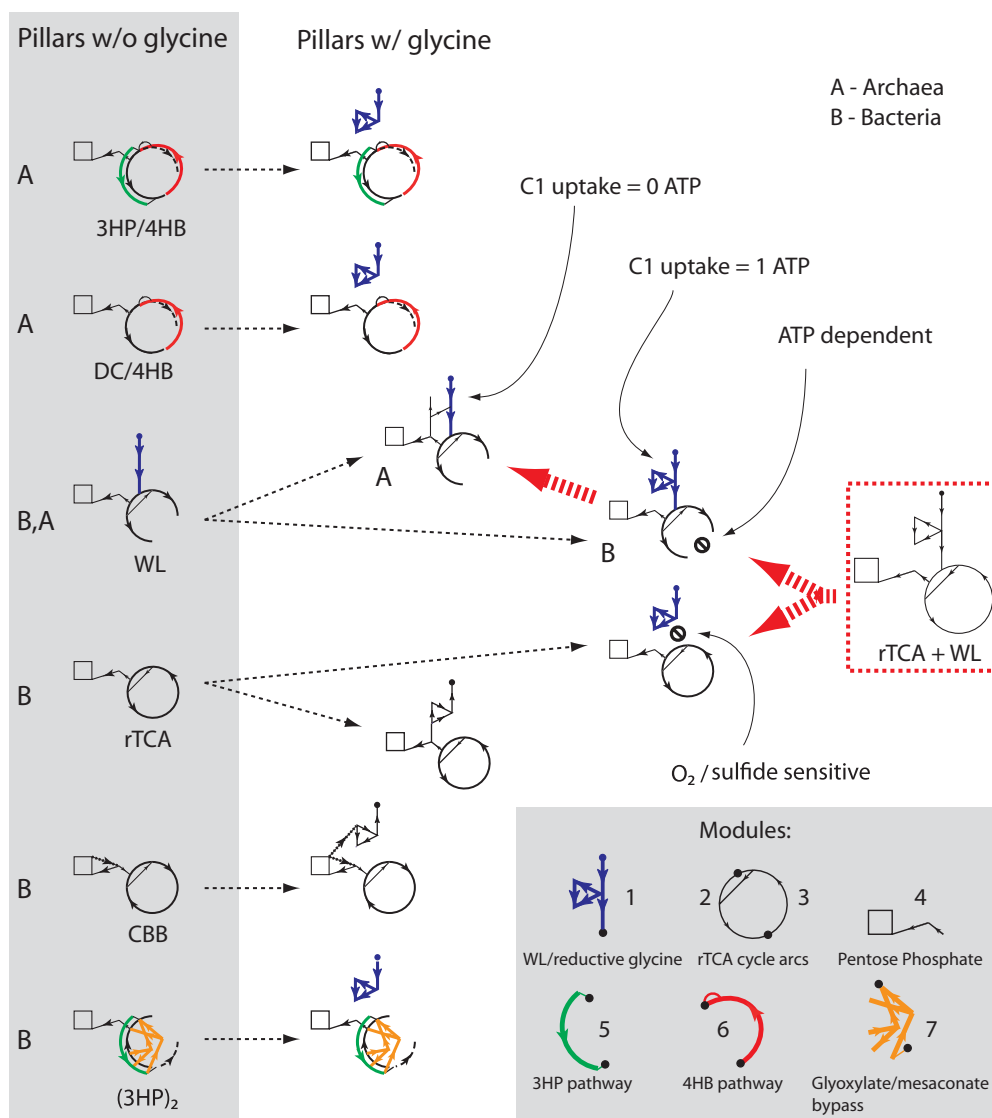 Pillars w/o glycine
Pillars w/ glycine
A - Archaea
B - Bacteria
A
3HP/4HB
C1 uptake = 0 ATP
C1 uptake = 1 ATP
A
DC/4HB
ATP dependent
A
B,A
WL
B
rTCA + WL
B
rTCA
O₂ / sulfide sensitive
B
CBB
B
(3HP)₂
Modules:
1
2
3
4
WL/reductive glycine
rTCA cycle arcs
Pentose Phosphate
5
6
7
3HP pathway
4HB pathway
Glyoxylate/mesaconate
bypass